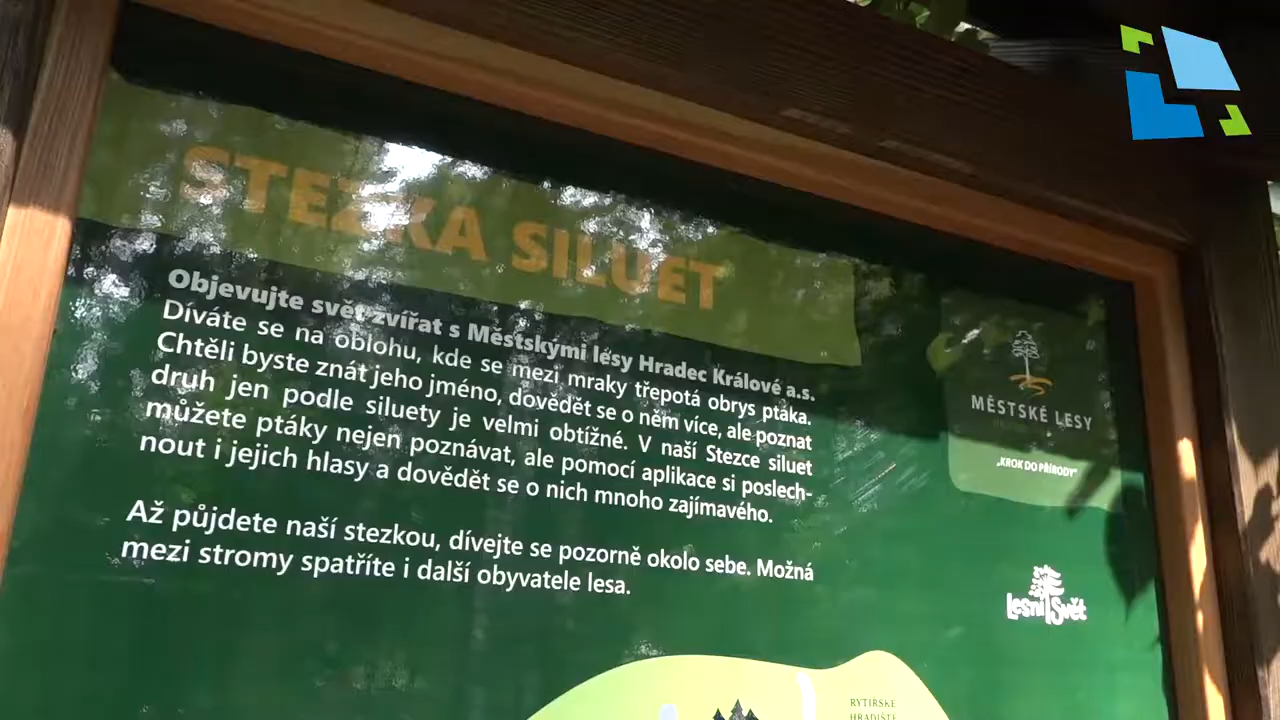 STEZKA SILUET
Objevujte svět zvířat s Městskými lesy Hradec Králové a.s.
Díváte se na oblohu, kde se mezi mraky třepotá obrys ptáka.
Chtěli byste znát jeho jméno, dovědět se o něm více, ale poznat
druh jen podle siluety je velmi obtížné. V naší Stezce siluet
můžete ptáky nejen poznávat, ale pomocí aplikace si poslech-
nout i jejich hlasy a dovědět se o nich mnoho zajímavého.
Až půjdete naší stezkou, dívejte se pozorně okolo sebe. Možná
mezi stromy spatříte i další obyvatele lesa.
MĚSTSKÉ LESY
„KROK DO PŘÍRODY"
Lesní Svět
RYTÍŘSKÉ
HRADIŠTĚ